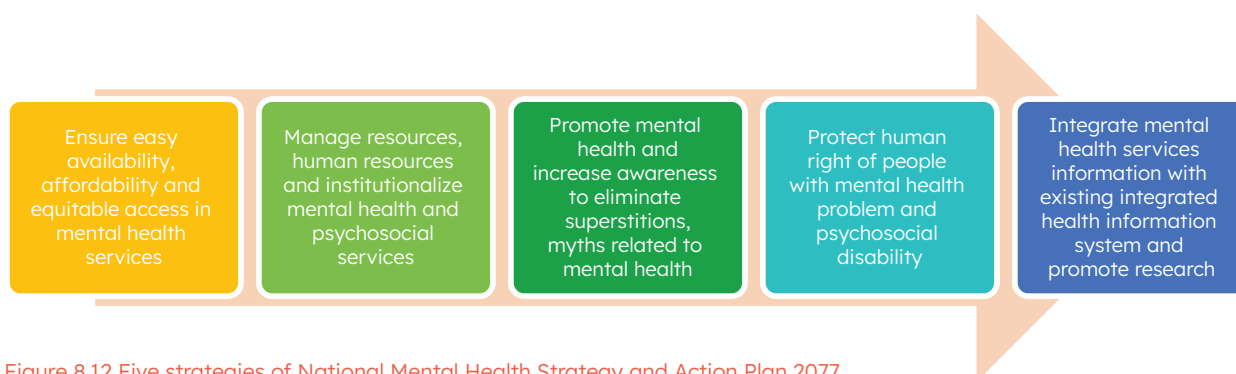 Ensure easy
availability,
affordability and
equitable access in
mental health
services
Manage resources,
human resources
and institutionalize
mental health and
psychosocial
services
Promote mental
health and
increase awareness
to eliminate
superstitions,
myths related to
mental health
Protect human
right of people
with mental health
problem and
psychosocial
disability
Integrate mental
health services
information with
existing integrated
health information
system and
promote research
Figure 8.12 Five strategies of National Mental Health Strategy and Action Plan 2077